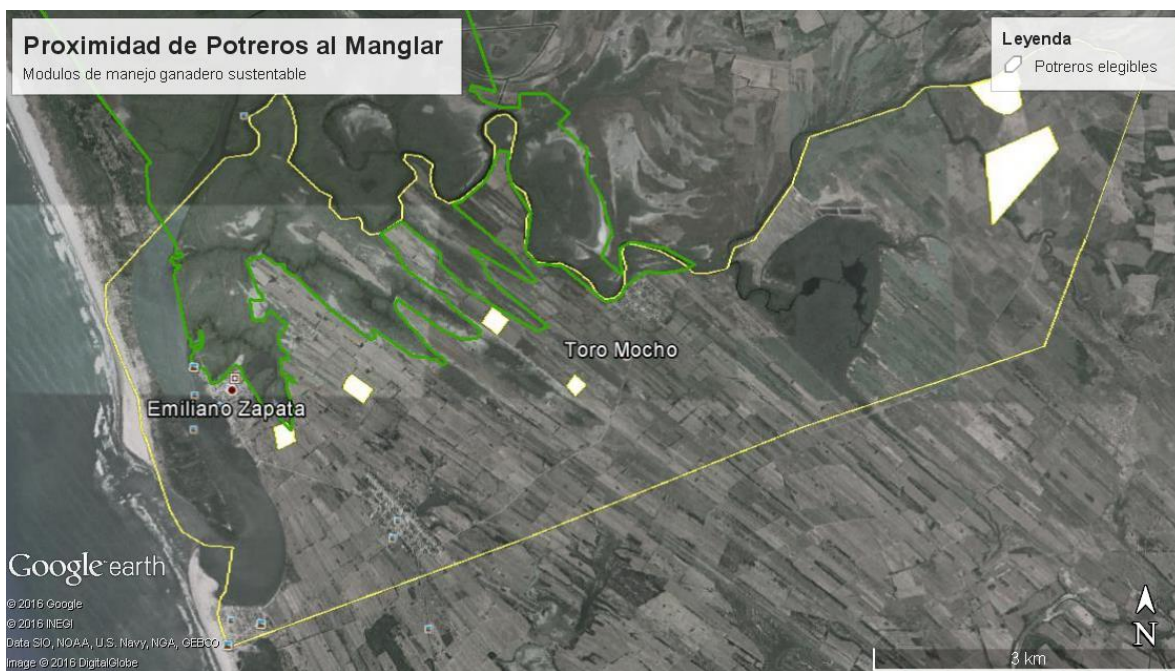 Proximidad de Potreros al Manglar
Modulos de manejo ganadero sustentable
Leyenda
Potreros elegibles
Toro Mocho
Emiliano Zapata
Google earth
© 2016 Google
© 2016 INEGI
Data SIO, NOAA, U.S. Navy, NGA, GEBCO
Image © 2016 DigitalGlobe
N
3 km